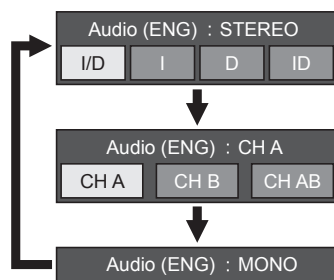 Audio (ENG) : STEREO
I/D I D ID
Audio (ENG) : CH A
CH A CH B CH AB
Audio (ENG) : MONO